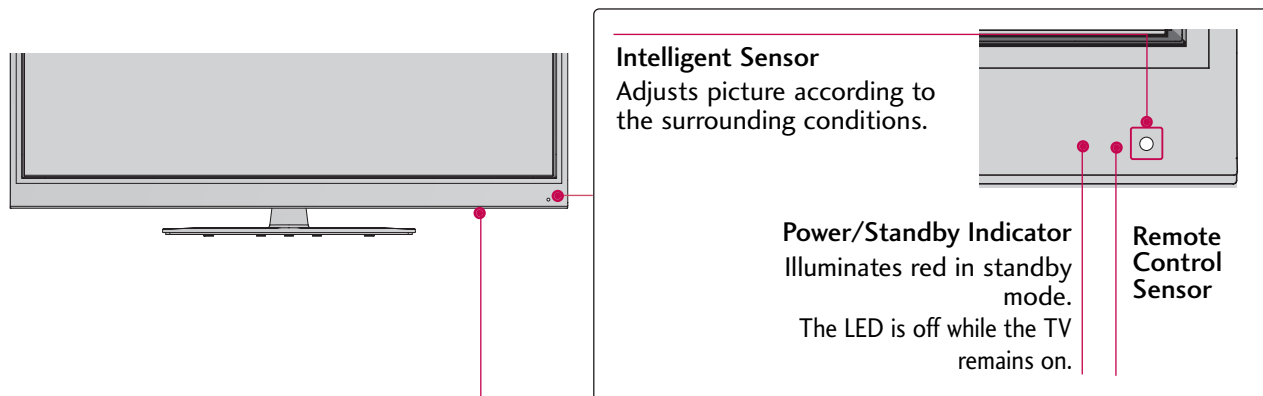 Intelligent Sensor
Adjusts picture according to
the surrounding conditions.
Power/Standby Indicator
Illuminates red in standby
mode.
The LED is off while the TV
remains on.
Remote
Control
Sensor